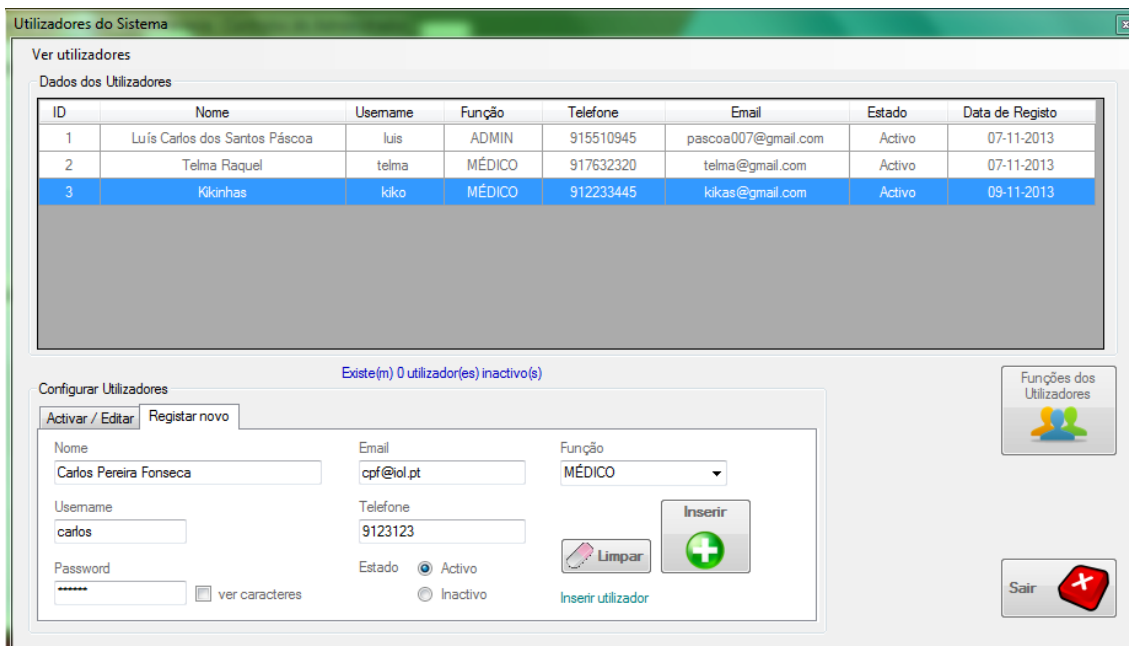 Utilizadores do Sistema
Ver utilizadores
Dados dos Utilizadores
ID Nome Username Função Telefone Email Estado Data de Registo
1 Luís Carlos dos Santos Páscoa luis ADMIN 915510945 pascoa007@gmail.com Activo 07-11-2013
2 Telma Raquel telma MÉDICO 917632320 telma@gmail.com Activo 07-11-2013
3 Kikinhas kiko MÉDICO 912233445 kikas@gmail.com Activo 09-11-2013
Existe(m) 0 utilizador(es) inactivo(s)
Configurar Utilizadores
Activar / Editar Registar novo
Nome Email Função
Carlos Pereira Fonseca cpf@iol.pt MÉDICO
Username Telefone
carlos 9123123
Password Estado Activo
****** ver caracteres Inactivo
Limpar
Inserir
Inserir utilizador
Funções dos
Utilizadores
Sair